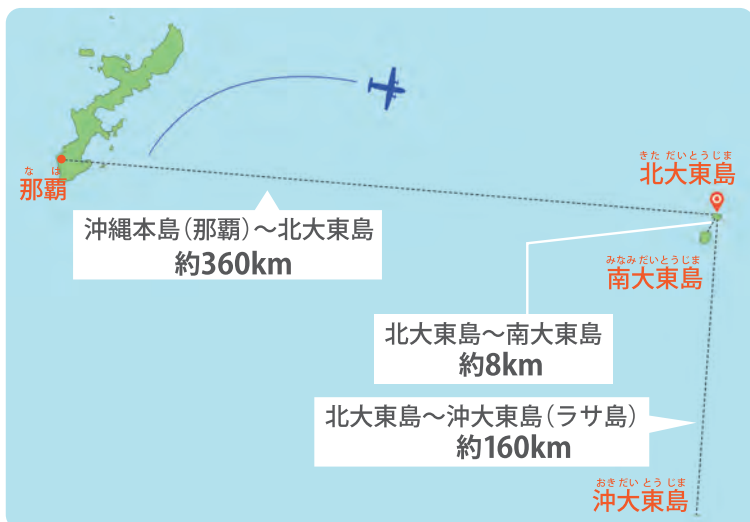 な は
那覇
沖縄本島（那覇）〜北大東島
約360km
きた だいとうじま
北大東島
みなみ だいとうじま
南大東島
北大東島〜南大東島
約8km
北大東島〜沖大東島（ラサ島）
約160km
おき だい とう じま
沖大東島